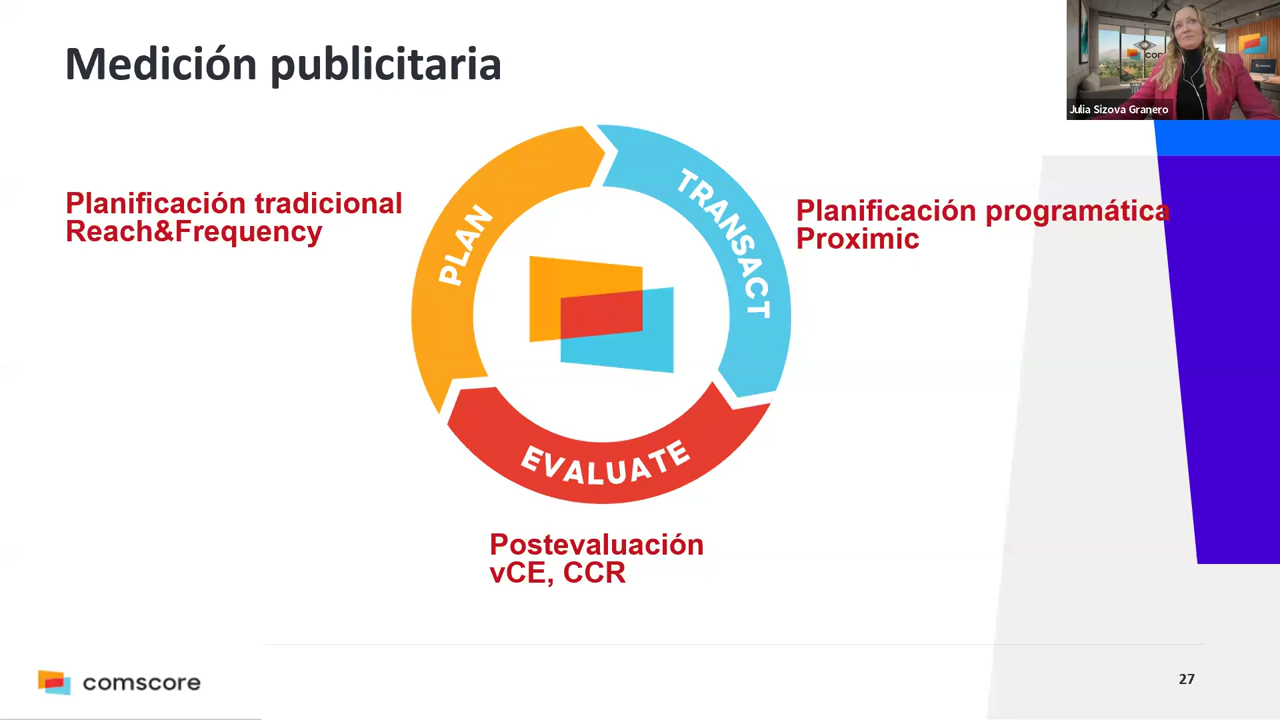 Medición publicitaria
Julia Sizova Granero
Planificación tradicional
Reach&Frequency
PLAN
TRANSACT
Planificación programática
Proximic
EVALUATE
Postevaluación
vCE, CCR
comscore
27